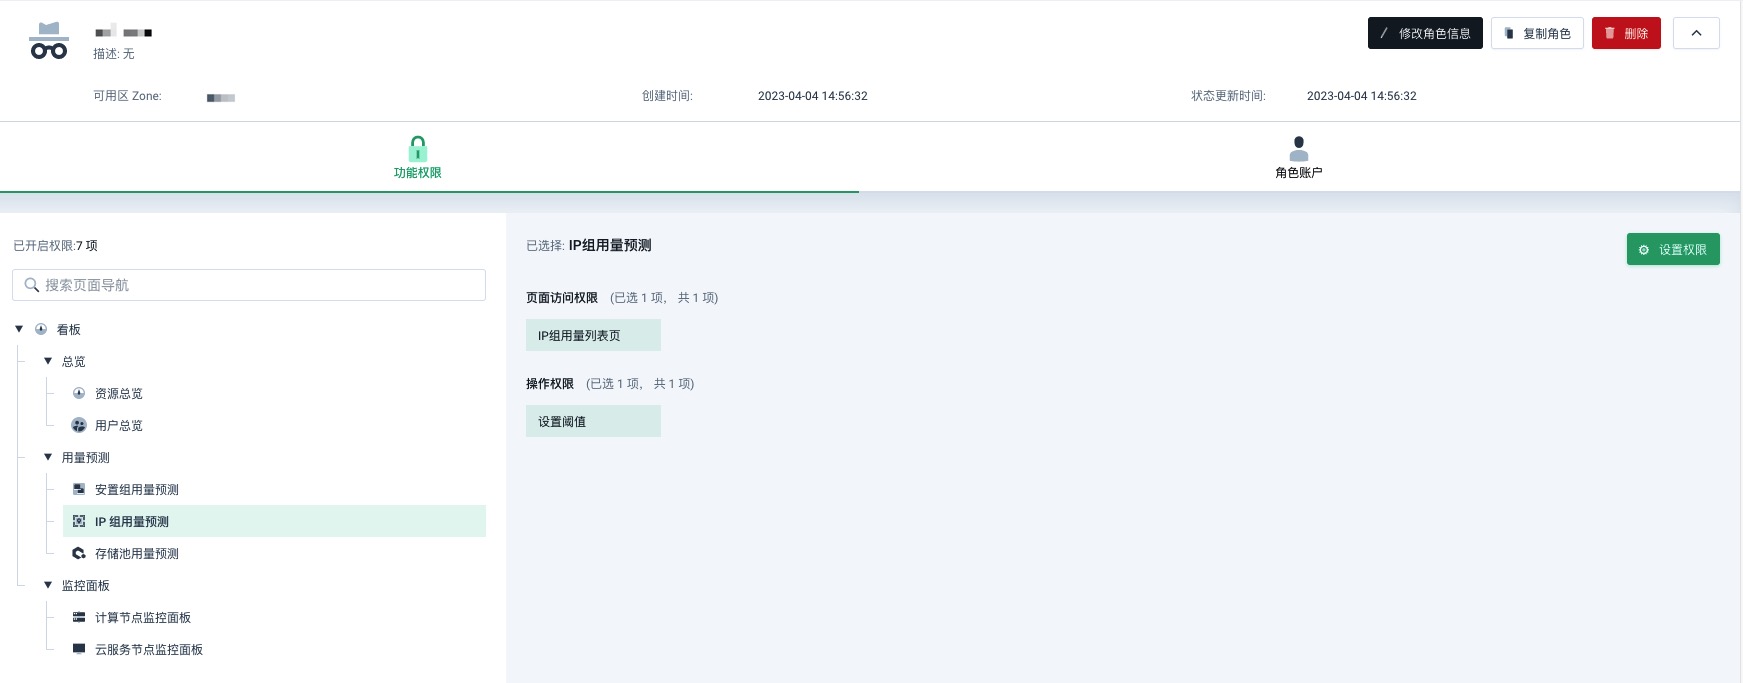 描述: 无
修改角色信息
复制角色
删除
可用区 Zone:
创建时间: 2023-04-04 14:56:32
状态更新时间: 2023-04-04 14:56:32
功能权限
角色账户
已开启权限:7 项
搜索页面导航
看板
总览
资源总览
用户总览
用量预测
安置组用量预测
IP 组用量预测
存储池用量预测
监控面板
计算节点监控面板
云服务节点监控面板
已选择: IP组用量预测
设置权限
页面访问权限 (已选 1 项, 共 1 项)
IP组用量列表页
操作权限 (已选 1 项, 共 1 项)
设置阈值